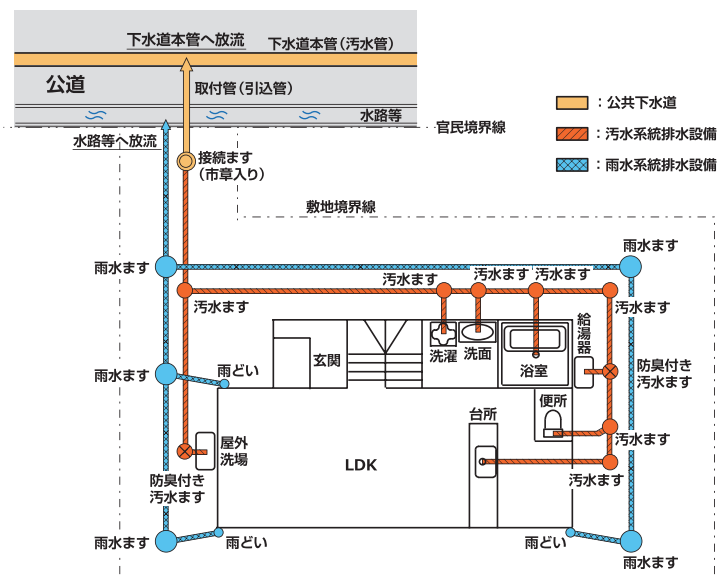 下水道本管へ放流
下水道本管（汚水管）
公道
取付管（引込管）
水路等
：公共下水道
官民境界線
：汚水系統排水設備
水路等へ放流
接続ます
（市章入り）
：雨水系統排水設備
敷地境界線
雨水ます
雨水ます
汚水ます
汚水ます
汚水ます
汚水ます
汚水ます
給湯器
玄関
洗濯
洗面
浴室
雨水ます
雨どい
防臭付き
汚水ます
便所
台所
汚水ます
屋外
洗場
LDK
防臭付き
汚水ます
汚水ます
雨水ます
雨どい
雨どい
雨水ます